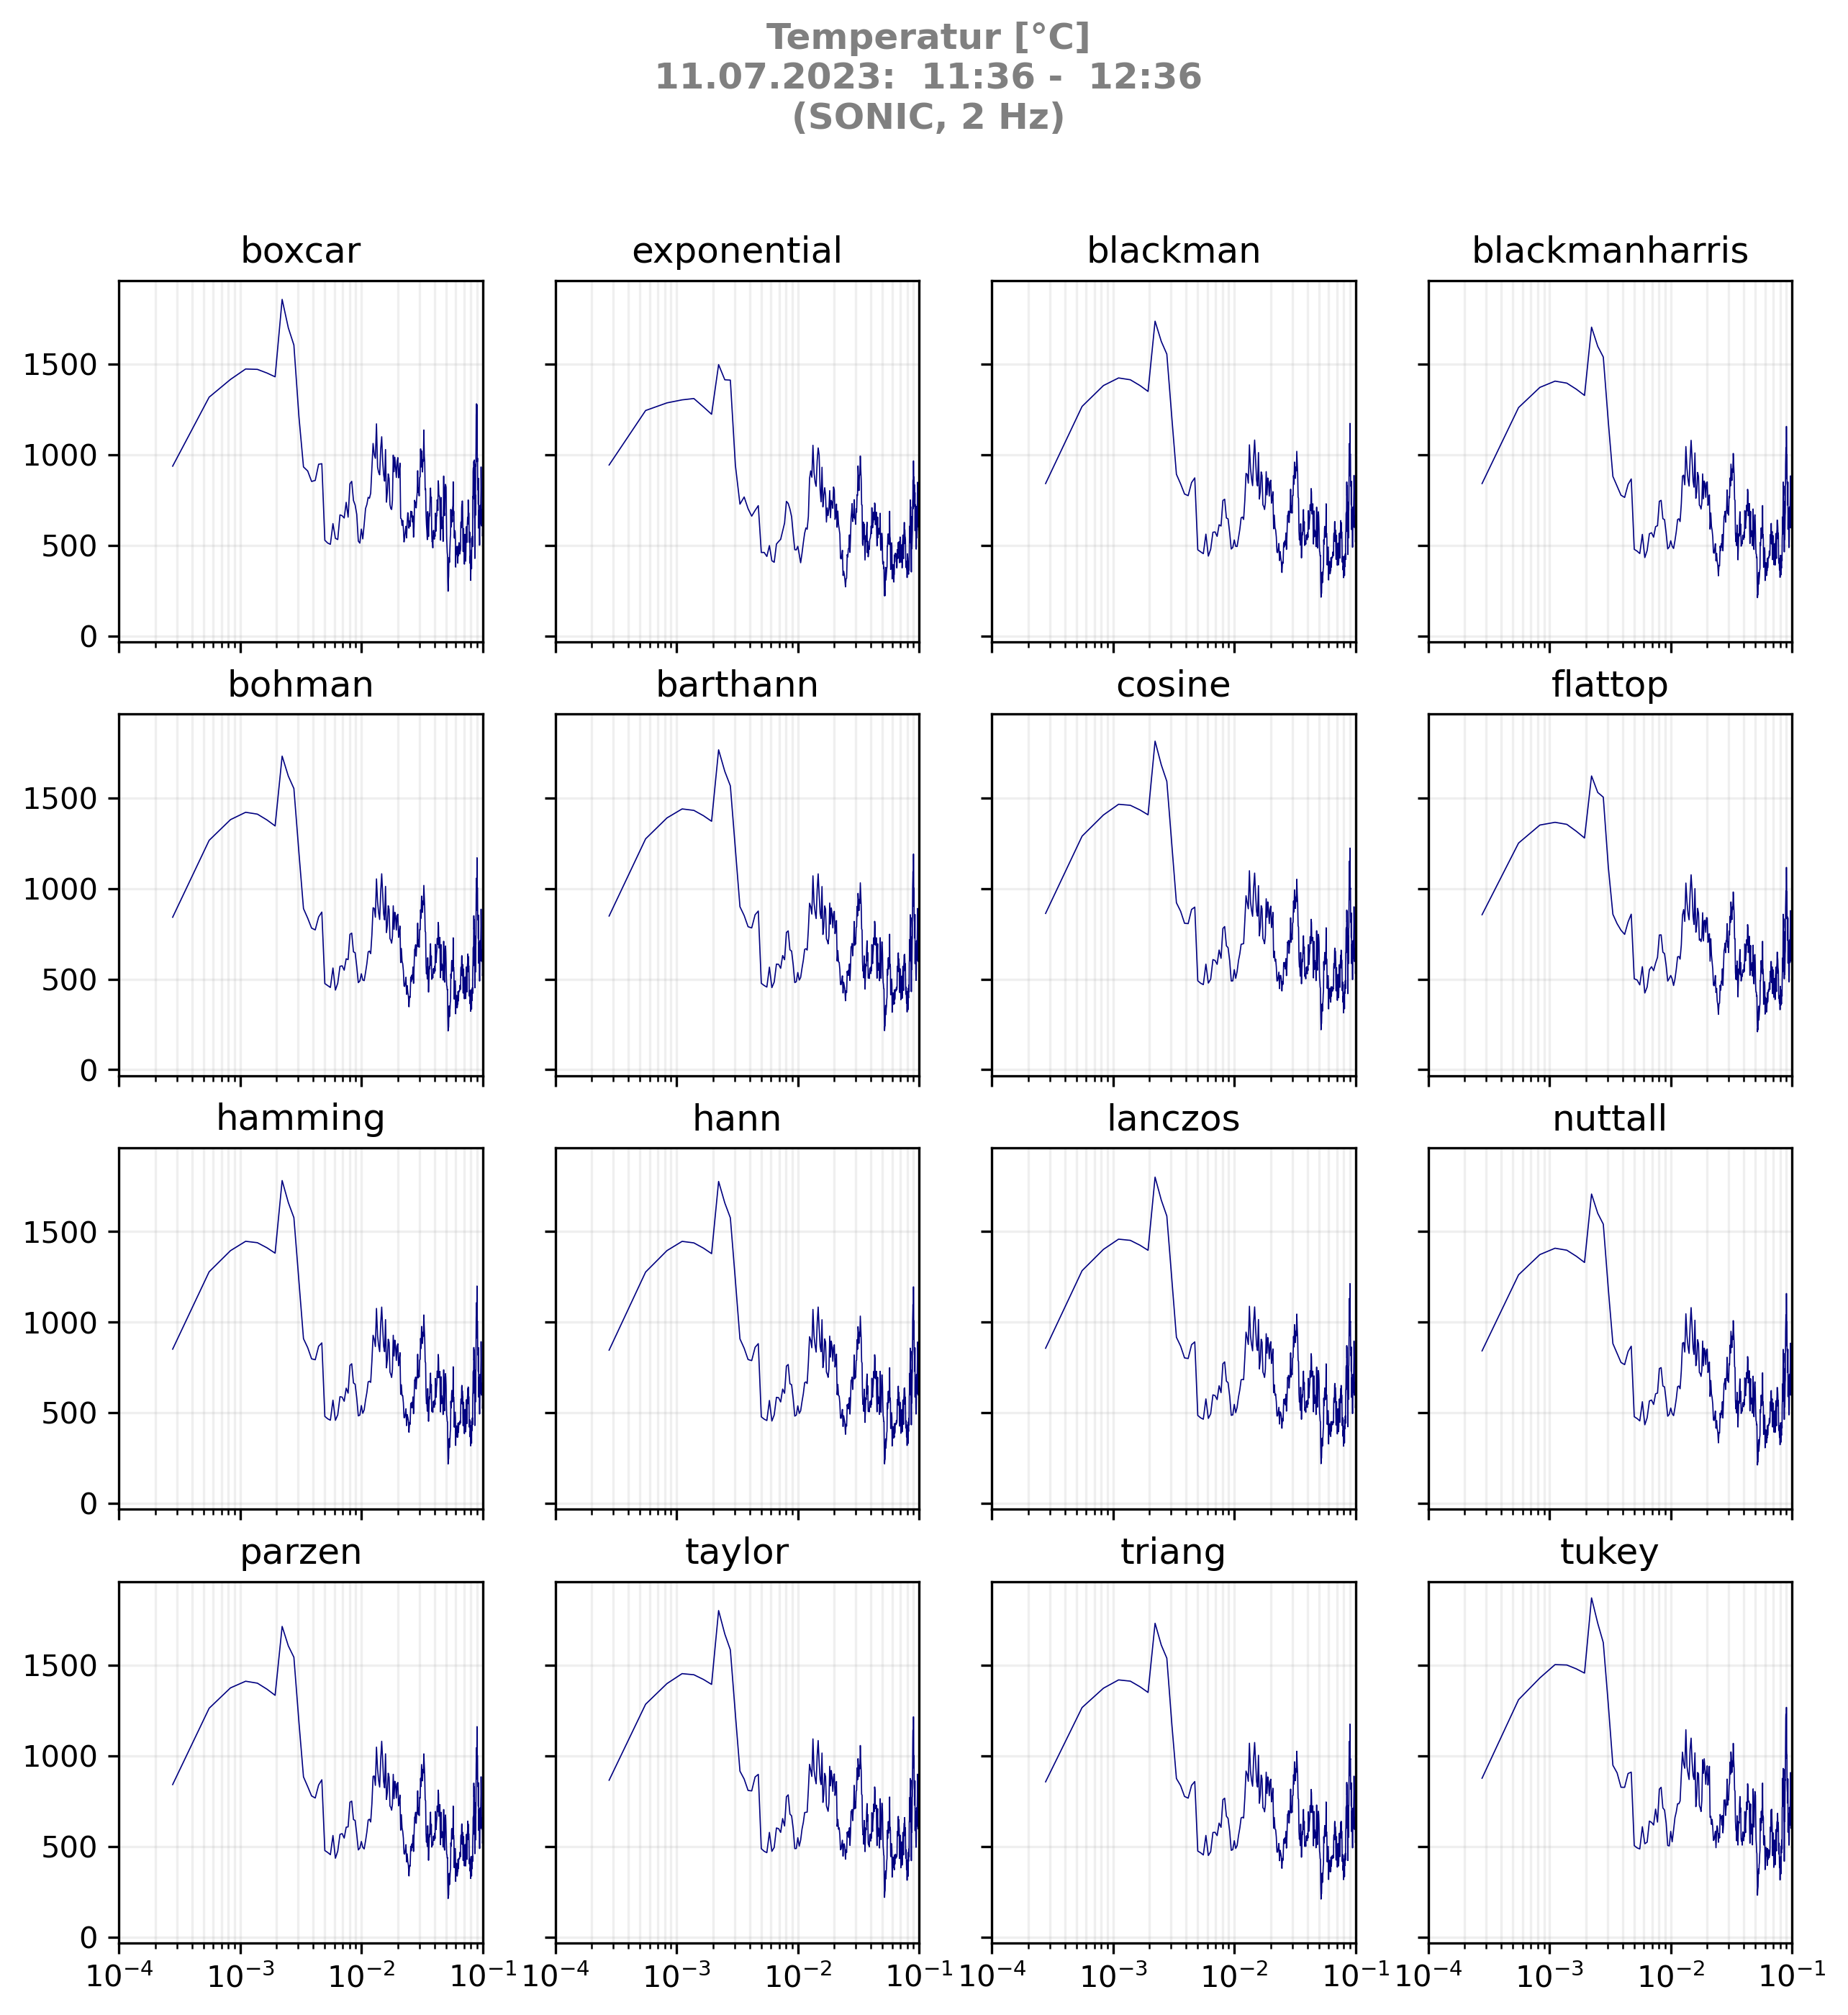 Temperatur [°C]
11.07.2023:  11:36 -  12:36
(SONIC, 2 Hz)
boxcar exponential blackman blackmanharris
1500
1000
500
0
bohman barthann cosine flattop
1500
1000
500
0
hamming hann lanczos nuttall
1500
1000
500
0
parzen taylor triang tukey
1500
1000
500
0
10⁻⁴ 10⁻³ 10⁻² 10⁻¹ 10⁻⁴ 10⁻³ 10⁻² 10⁻¹ 10⁻⁴ 10⁻³ 10⁻² 10⁻¹ 10⁻⁴ 10⁻³ 10⁻² 10⁻¹